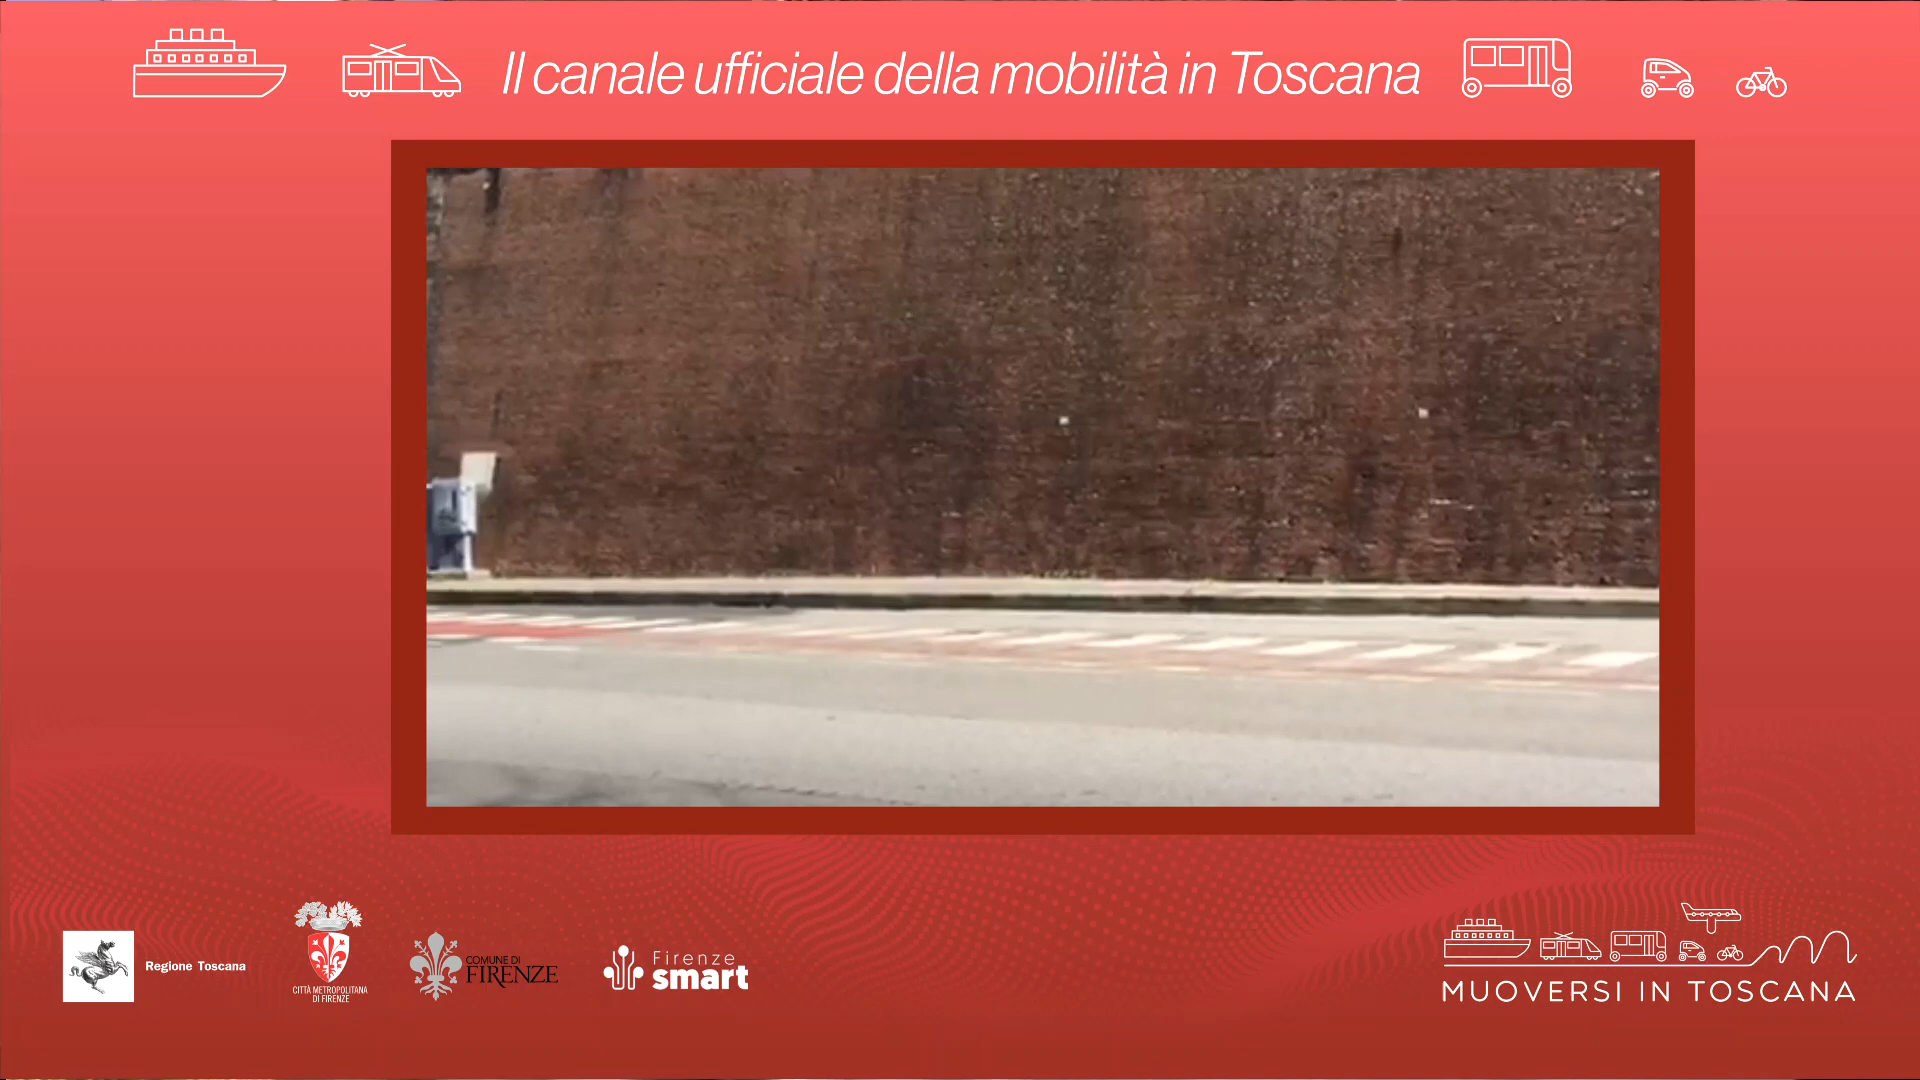 Il canale ufficiale della mobilità in Toscana
Regione Toscana
CITTÀ METROPOLITANA
DI FIRENZE
COMUNE DI
FIRENZE
Firenze
smart
MUOVERSI IN TOSCANA